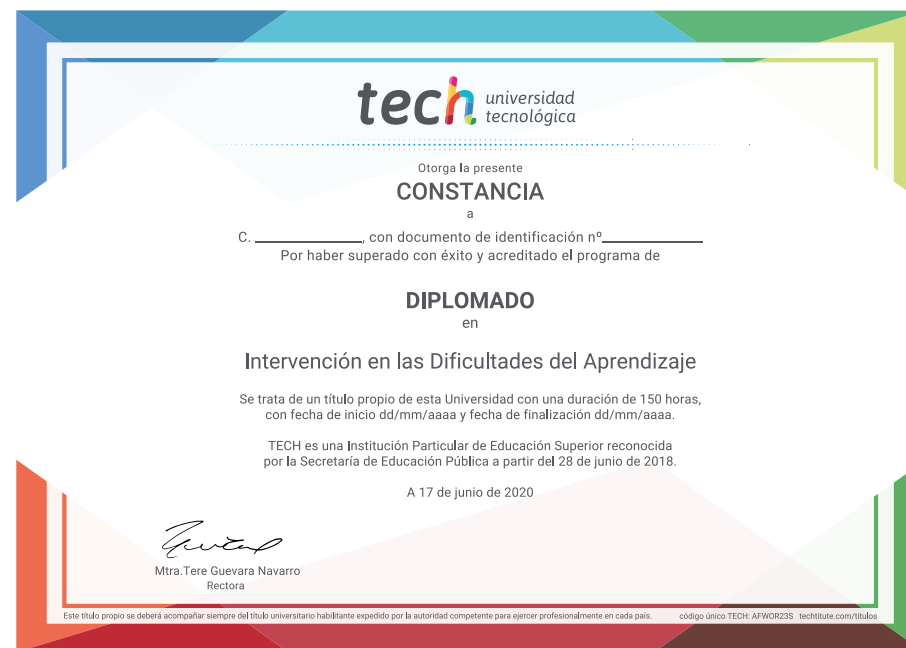 tech universidad
tecnológica
Otorga la presente
CONSTANCIA
a
C. ____________, con documento de identificación nº____________
Por haber superado con éxito y acreditado el programa de
DIPLOMADO
en
Intervención en las Dificultades del Aprendizaje
Se trata de un título propio de esta Universidad con una duración de 150 horas,
con fecha de inicio dd/mm/aaaa y fecha de finalización dd/mm/aaaa.
TECH es una Institución Particular de Educación Superior reconocida
por la Secretaría de Educación Pública a partir del 28 de junio de 2018.
A 17 de junio de 2020
Mtra.Tere Guevara Navarro
Rectora
Este título propio se deberá acompañar siempre del título universitario habilitante expedido por la autoridad competente para ejercer profesionalmente en cada país. código único TECH: AFWOR23S techtitute.com/titulos